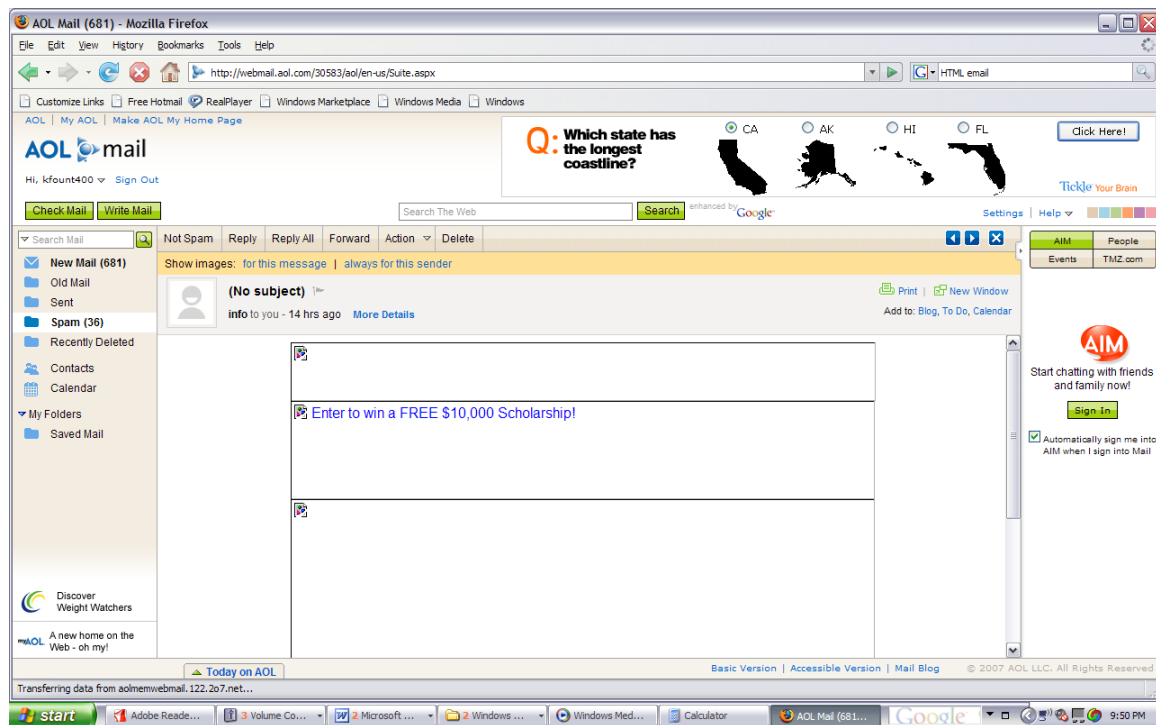 AOL Mail (681) - Mozilla Firefox
File Edit View History Bookmarks Tools Help
http://webmail.aol.com/30583/aol/en-us/Suite.aspx
G HTML email
Customize Links Free Hotmail RealPlayer Windows Marketplace Windows Media Windows
AOL | My AOL | Make AOL My Home Page
AOL mail
Hi, kfount400 Sign Out
Q: Which state has
the longest
coastline?
CA AK HI FL
Click Here!
Tickle Your Brain
Check Mail Write Mail
Search The Web Search enhanced by Google
Settings | Help
Search Mail
Not Spam Reply Reply All Forward Action Delete
AIM People
Events TMZ.com
New Mail (681)
Old Mail
Sent
Spam (36)
Recently Deleted
Contacts
Calendar
My Folders
Saved Mail
Show images: for this message | always for this sender
(No subject)
info to you - 14 hrs ago More Details
Print | New Window
Add to: Blog, To Do, Calendar
Enter to win a FREE $10,000 Scholarship!
AIM
Start chatting with friends
and family now!
Sign In
Automatically sign me into
AIM when I sign into Mail
Discover
Weight Watchers
myAOL A new home on the
Web - oh my!
Today on AOL
Basic Version | Accessible Version | Mail Blog © 2007 AOL LLC. All Rights Reserved
Transferring data from aolmemwebmail.122.2o7.net...
start Adobe Reade... 3 Volume Co... 2 Microsoft ... 2 Windows ... Windows Med... Calculator AOL Mail (681... Google 9:50 PM